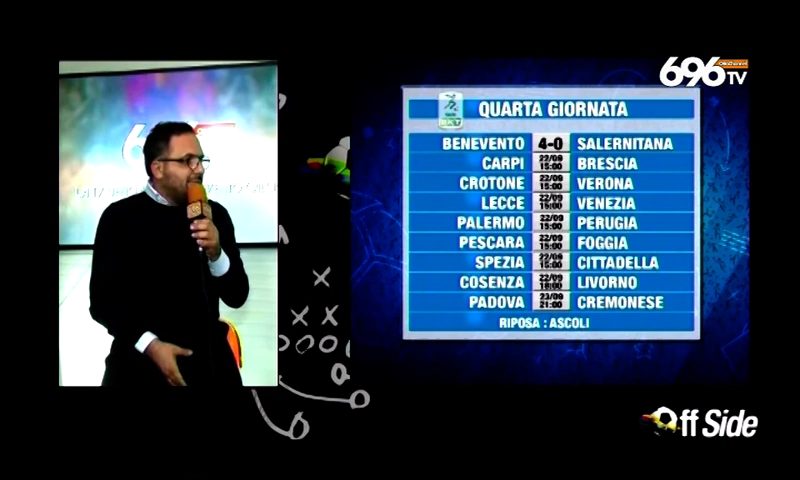 696 TV
QUARTA GIORNATA
BENEVENTO 4-0 SALERNITANA
CARPI 22/09 15:00 BRESCIA
CROTONE 22/09 15:00 VERONA
LECCE 22/09 15:00 VENEZIA
PALERMO 22/09 15:00 PERUGIA
PESCARA 22/09 15:00 FOGGIA
SPEZIA 22/09 15:00 CITTADELLA
COSENZA 22/09 18:00 LIVORNO
PADOVA 23/09 21:00 CREMONESE
RIPOSA : ASCOLI
Off Side